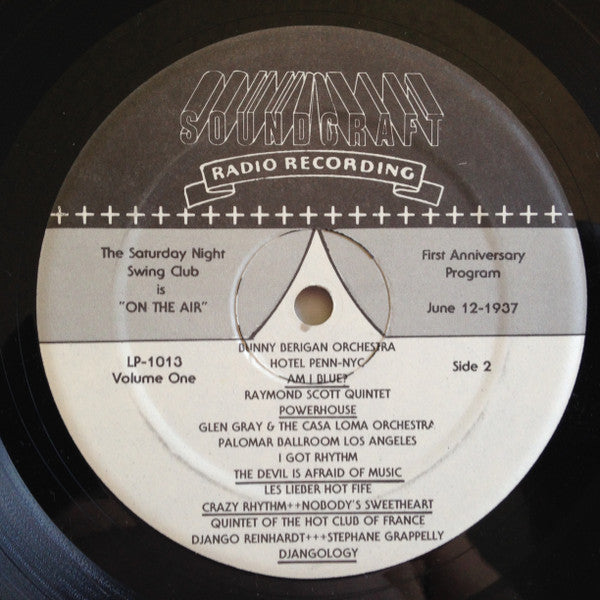 SOUNDCRAFT
RADIO RECORDING
The Saturday Night
Swing Club
is
"ON THE AIR"
First Anniversary
Program
June 12-1937
LP-1013
Volume One
Side 2
BUNNY BERIGAN ORCHESTRA
HOTEL PENN-NYC
AM I BLUE?
RAYMOND SCOTT QUINTET
POWERHOUSE
GLEN GRAY & THE CASA LOMA ORCHESTRA
PALOMAR BALLROOM LOS ANGELES
I GOT RHYTHM
THE DEVIL IS AFRAID OF MUSIC
LES LIEBER HOT FIFE
CRAZY RHYTHM++NOBODY'S SWEETHEART
QUINTET OF THE HOT CLUB OF FRANCE
DJANGO REINHARDT+++STEPHANE GRAPPELLY
DJANGOLOGY